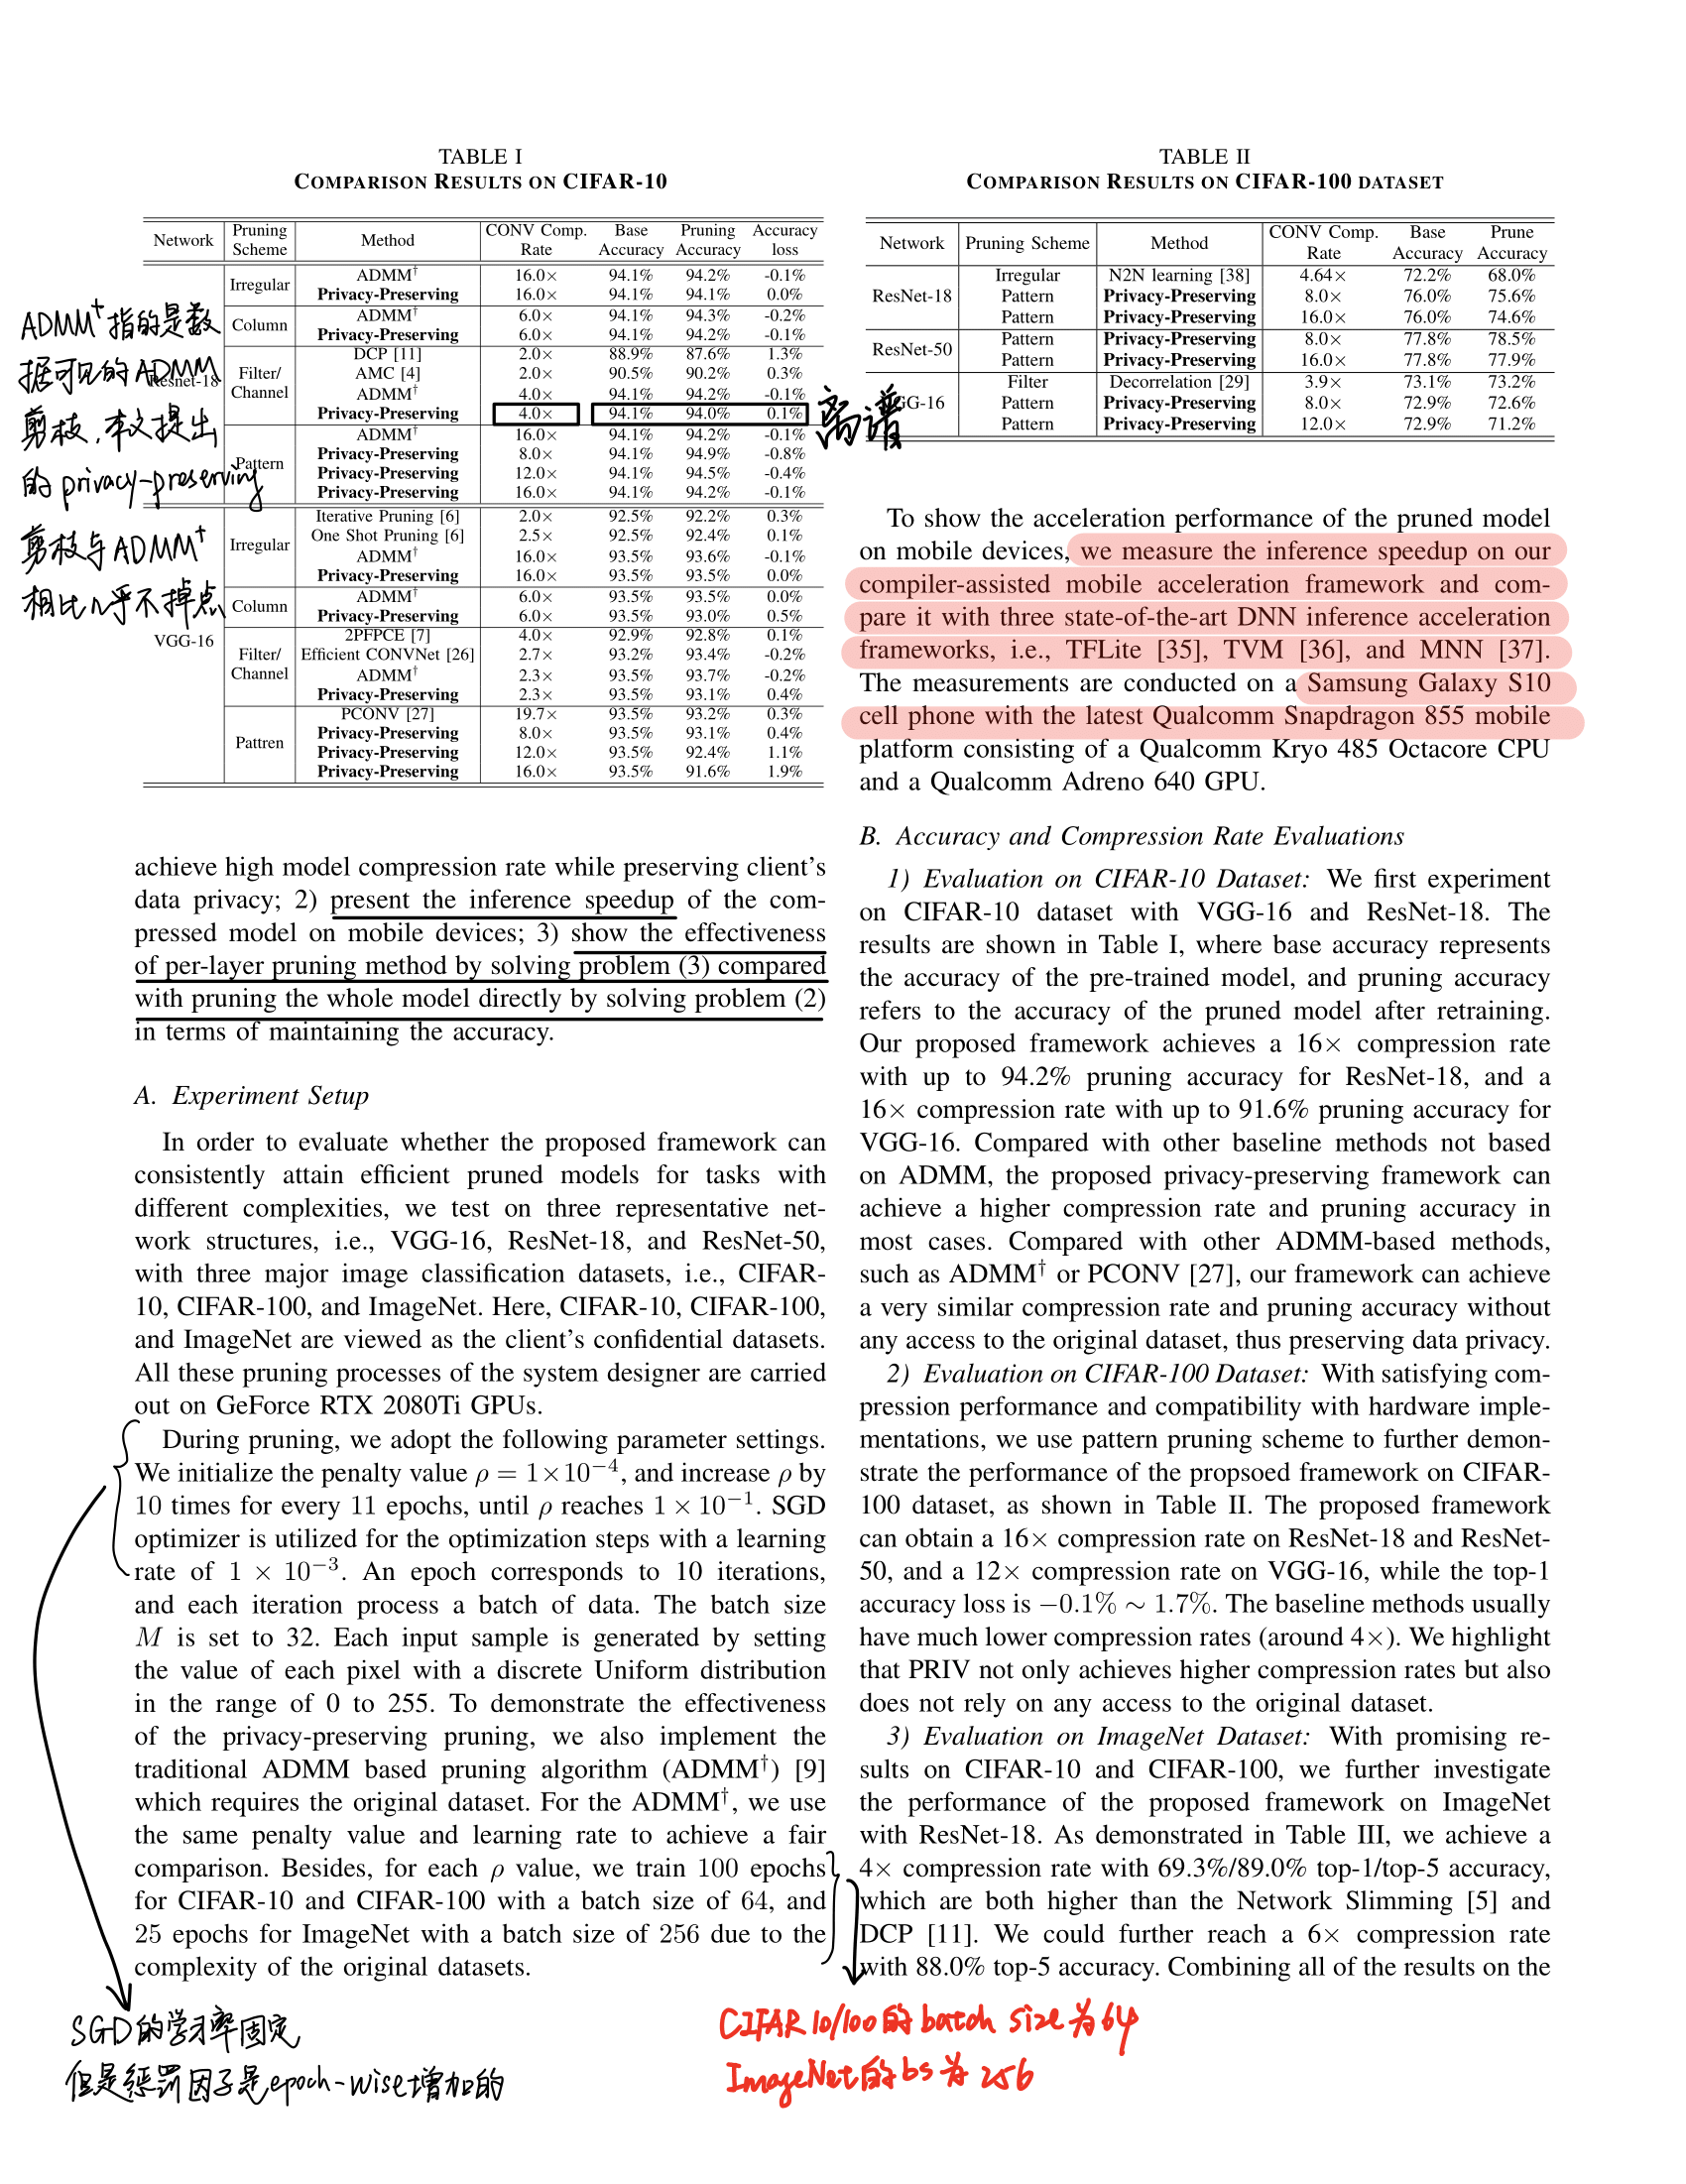 TABLE I
COMPARISON RESULTS ON CIFAR-10
Network | Pruning Scheme | Method | CONV Comp. Rate | Base Accuracy | Pruning Accuracy | Accuracy loss
Resnet-18 | Irregular | ADMM† | 16.0× | 94.1% | 94.2% | -0.1%
Privacy-Preserving | 16.0× | 94.1% | 94.1% | 0.0%
Column | ADMM† | 6.0× | 94.1% | 94.3% | -0.2%
Privacy-Preserving | 6.0× | 94.1% | 94.2% | -0.1%
Filter/Channel | DCP [11] | 2.0× | 88.9% | 87.6% | 1.3%
AMC [4] | 2.0× | 90.5% | 90.2% | 0.3%
ADMM† | 4.0× | 94.1% | 94.2% | -0.1%
Privacy-Preserving | 4.0× | 94.1% | 94.0% | 0.1%
Pattern | ADMM† | 16.0× | 94.1% | 94.2% | -0.1%
Privacy-Preserving | 8.0× | 94.1% | 94.9% | -0.8%
Privacy-Preserving | 12.0× | 94.1% | 94.5% | -0.4%
Privacy-Preserving | 16.0× | 94.1% | 94.2% | -0.1%
VGG-16 | Irregular | Iterative Pruning [6] | 2.0× | 92.5% | 92.2% | 0.3%
One Shot Pruning [6] | 2.5× | 92.5% | 92.4% | 0.1%
ADMM† | 16.0× | 93.5% | 93.6% | -0.1%
Privacy-Preserving | 16.0× | 93.5% | 93.5% | 0.0%
Column | ADMM† | 6.0× | 93.5% | 93.5% | 0.0%
Privacy-Preserving | 6.0× | 93.5% | 93.0% | 0.5%
Filter/Channel | 2PFPCE [7] | 4.0× | 92.9% | 92.8% | 0.1%
Efficient CONVNet [26] | 2.7× | 93.2% | 93.4% | -0.2%
ADMM† | 2.3× | 93.5% | 93.7% | -0.2%
Privacy-Preserving | 2.3× | 93.5% | 93.1% | 0.4%
Pattren | PCONV [27] | 19.7× | 93.5% | 93.2% | 0.3%
Privacy-Preserving | 8.0× | 93.5% | 93.1% | 0.4%
Privacy-Preserving | 12.0× | 93.5% | 92.4% | 1.1%
Privacy-Preserving | 16.0× | 93.5% | 91.6% | 1.9%
ADMM†指的是数
据可见的ADMM
剪枝,本文提出
的privacy-preserving
剪枝与ADMM†
相比几乎不掉点
离谱
achieve high model compression rate while preserving client's
data privacy; 2) present the inference speedup of the com-
pressed model on mobile devices; 3) show the effectiveness
of per-layer pruning method by solving problem (3) compared
with pruning the whole model directly by solving problem (2)
in terms of maintaining the accuracy.
A. Experiment Setup
In order to evaluate whether the proposed framework can
consistently attain efficient pruned models for tasks with
different complexities, we test on three representative net-
work structures, i.e., VGG-16, ResNet-18, and ResNet-50,
with three major image classification datasets, i.e., CIFAR-
10, CIFAR-100, and ImageNet. Here, CIFAR-10, CIFAR-100,
and ImageNet are viewed as the client's confidential datasets.
All these pruning processes of the system designer are carried
out on GeForce RTX 2080Ti GPUs.
During pruning, we adopt the following parameter settings.
We initialize the penalty value ρ = 1×10⁻⁴, and increase ρ by
10 times for every 11 epochs, until ρ reaches 1 × 10⁻¹. SGD
optimizer is utilized for the optimization steps with a learning
rate of 1 × 10⁻³. An epoch corresponds to 10 iterations,
and each iteration process a batch of data. The batch size
M is set to 32. Each input sample is generated by setting
the value of each pixel with a discrete Uniform distribution
in the range of 0 to 255. To demonstrate the effectiveness
of the privacy-preserving pruning, we also implement the
traditional ADMM based pruning algorithm (ADMM†) [9]
which requires the original dataset. For the ADMM†, we use
the same penalty value and learning rate to achieve a fair
comparison. Besides, for each ρ value, we train 100 epochs
for CIFAR-10 and CIFAR-100 with a batch size of 64, and
25 epochs for ImageNet with a batch size of 256 due to the
complexity of the original datasets.
SGD的学习率固定
但是惩罚因子是epoch-wise增加的
TABLE II
COMPARISON RESULTS ON CIFAR-100 DATASET
Network | Pruning Scheme | Method | CONV Comp. Rate | Base Accuracy | Prune Accuracy
ResNet-18 | Irregular | N2N learning [38] | 4.64× | 72.2% | 68.0%
Pattern | Privacy-Preserving | 8.0× | 76.0% | 75.6%
Pattern | Privacy-Preserving | 16.0× | 76.0% | 74.6%
ResNet-50 | Pattern | Privacy-Preserving | 8.0× | 77.8% | 78.5%
Pattern | Privacy-Preserving | 16.0× | 77.8% | 77.9%
GG-16 | Filter | Decorrelation [29] | 3.9× | 73.1% | 73.2%
Pattern | Privacy-Preserving | 8.0× | 72.9% | 72.6%
Pattern | Privacy-Preserving | 12.0× | 72.9% | 71.2%
To show the acceleration performance of the pruned model
on mobile devices, we measure the inference speedup on our
compiler-assisted mobile acceleration framework and com-
pare it with three state-of-the-art DNN inference acceleration
frameworks, i.e., TFLite [35], TVM [36], and MNN [37].
The measurements are conducted on a Samsung Galaxy S10
cell phone with the latest Qualcomm Snapdragon 855 mobile
platform consisting of a Qualcomm Kryo 485 Octacore CPU
and a Qualcomm Adreno 640 GPU.
B. Accuracy and Compression Rate Evaluations
1) Evaluation on CIFAR-10 Dataset: We first experiment
on CIFAR-10 dataset with VGG-16 and ResNet-18. The
results are shown in Table I, where base accuracy represents
the accuracy of the pre-trained model, and pruning accuracy
refers to the accuracy of the pruned model after retraining.
Our proposed framework achieves a 16× compression rate
with up to 94.2% pruning accuracy for ResNet-18, and a
16× compression rate with up to 91.6% pruning accuracy for
VGG-16. Compared with other baseline methods not based
on ADMM, the proposed privacy-preserving framework can
achieve a higher compression rate and pruning accuracy in
most cases. Compared with other ADMM-based methods,
such as ADMM† or PCONV [27], our framework can achieve
a very similar compression rate and pruning accuracy without
any access to the original dataset, thus preserving data privacy.
2) Evaluation on CIFAR-100 Dataset: With satisfying com-
pression performance and compatibility with hardware imple-
mentations, we use pattern pruning scheme to further demon-
strate the performance of the propsoed framework on CIFAR-
100 dataset, as shown in Table II. The proposed framework
can obtain a 16× compression rate on ResNet-18 and ResNet-
50, and a 12× compression rate on VGG-16, while the top-1
accuracy loss is −0.1% ∼ 1.7%. The baseline methods usually
have much lower compression rates (around 4×). We highlight
that PRIV not only achieves higher compression rates but also
does not rely on any access to the original dataset.
3) Evaluation on ImageNet Dataset: With promising re-
sults on CIFAR-10 and CIFAR-100, we further investigate
the performance of the proposed framework on ImageNet
with ResNet-18. As demonstrated in Table III, we achieve a
4× compression rate with 69.3%/89.0% top-1/top-5 accuracy,
which are both higher than the Network Slimming [5] and
DCP [11]. We could further reach a 6× compression rate
with 88.0% top-5 accuracy. Combining all of the results on the
CIFAR10/100的batch size为64
ImageNet的bs为256